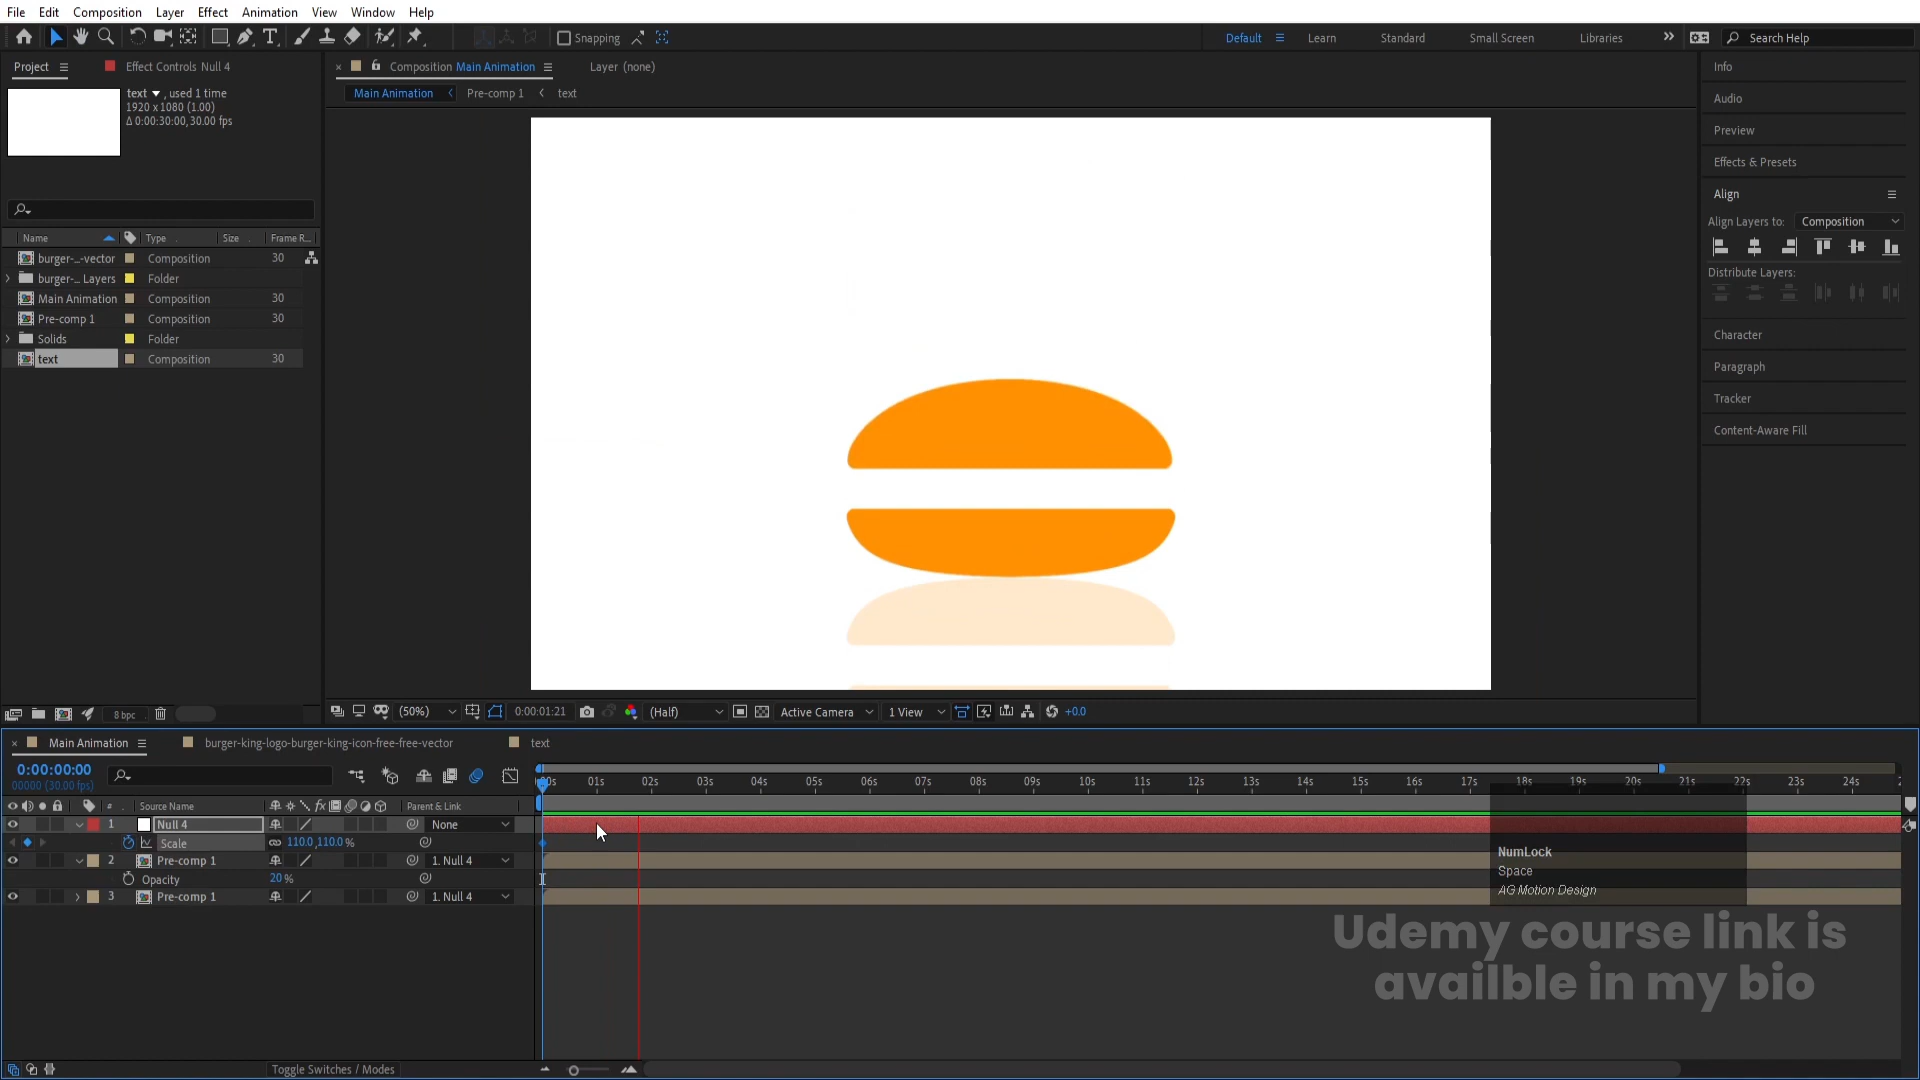 File Edit Composition Layer Effect Animation View Window Help
Snapping
Default Learn Standard Small Screen Libraries Search Help
Project Effect Controls Null 4
Composition Main Animation Layer (none)
Main Animation Pre-comp 1 text
text , used 1 time
1920 x 1080 (1.00)
Δ 0:00:30:00, 30.00 fps
Name Type Size Frame R...
burger-...-vector Composition 30
burger-... Layers Folder
Main Animation Composition 30
Pre-comp 1 Composition 30
Solids Folder
text Composition 30
Info
Audio
Preview
Effects & Presets
Align
Align Layers to: Composition
Distribute Layers:
Character
Paragraph
Tracker
Content-Aware Fill
8 bpc
(50%) 0:00:01:21 (Half) Active Camera 1 View +0.0
Main Animation burger-king-logo-burger-king-icon-free-free-vector text
0:00:00:00
00000 (30.00 fps)
01s 02s 03s 04s 05s 06s 07s 08s 09s 10s 11s 12s 13s 14s 15s 16s 17s 18s 19s 20s 21s 22s 23s 24s
# Source Name fx Parent & Link
1 Null 4 None
Scale 110.0,110.0%
2 Pre-comp 1 1. Null 4
Opacity 20 %
3 Pre-comp 1 1. Null 4
NumLock
Space
AG Motion Design
Udemy course link is
availble in my bio
Toggle Switches / Modes